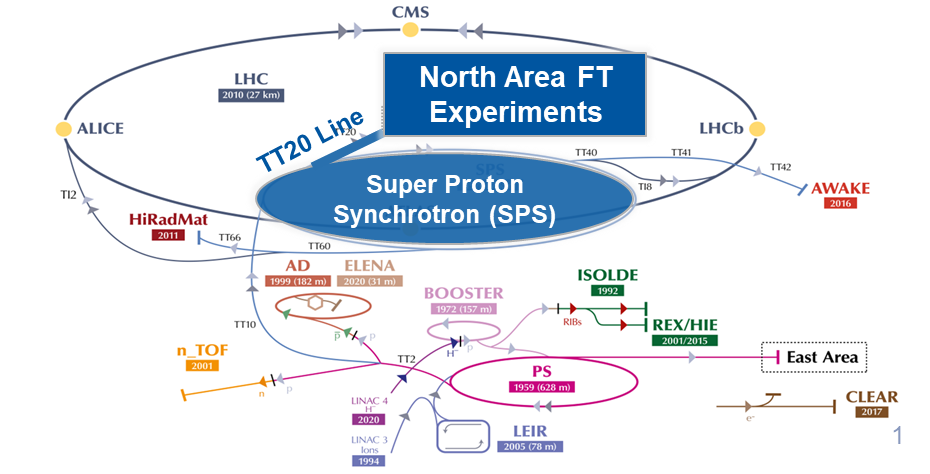 CMS
North Area FT
Experiments
LHC
2010 (27 km)
TT20 Line
ALICE
LHCb
TT40
TT41
TT42
SPS
Super Proton
Synchrotron (SPS)
TI2
TI8
AWAKE
2016
HiRadMat
2011
TT66
TT60
AD
1999 (182 m)
ELENA
2020 (31 m)
ISOLDE
1992
BOOSTER
1972 (157 m)
RIBs
REX/HIE
2001/2015
TT10
p
p
TT2
H⁻
p
East Area
n_TOF
2001
n
p
PS
1959 (628 m)
LINAC 4
H⁻
2020
CLEAR
2017
e⁻
LINAC 3
Ions
1994
LEIR
2005 (78 m)
1